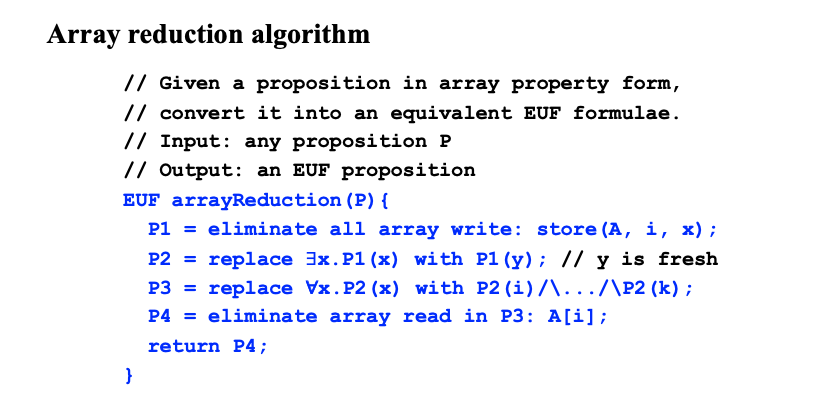 Array reduction algorithm
// Given a proposition in array property form,
// convert it into an equivalent EUF formulae.
// Input: any proposition P
// Output: an EUF proposition
EUF arrayReduction(P){
P1 = eliminate all array write: store(A, i, x);
P2 = replace ∃x.P1(x) with P1(y); // y is fresh
P3 = replace ∀x.P2(x) with P2(i)/\.../\P2(k);
P4 = eliminate array read in P3: A[i];
return P4;
}